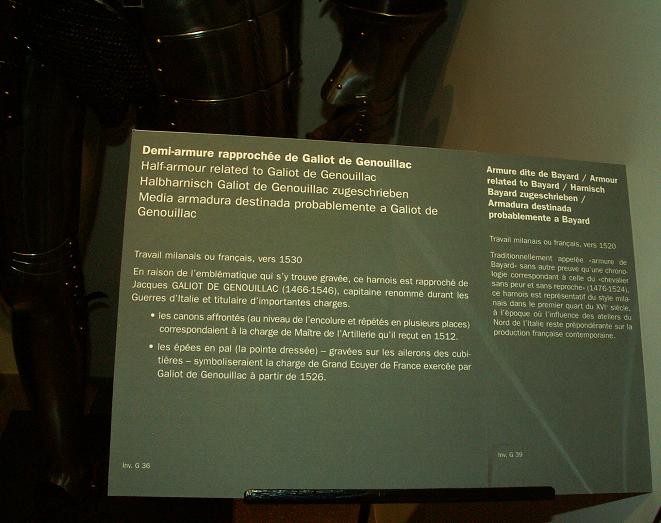 Demi-armure rapprochée de Galiot de Genouillac
Half-armour related to Galiot de Genouillac
Halbharnisch Galiot de Genouillac zugeschrieben
Media armadura destinada probablemente a Galiot de
Genouillac
Travail milanais ou français, vers 1530
En raison de l'emblématique qui s'y trouve gravée, ce harnois est rapproché de
Jacques GALIOT DE GENOUILLAC (1466-1546), capitaine renommé durant les
Guerres d'Italie et titulaire d'importantes charges.
• les canons affrontés (au niveau de l'encolure et répétés en plusieurs places)
correspondaient à la charge de Maître de l'Artillerie qu'il reçut en 1512.
• les épées en pal (la pointe dressée) – gravées sur les ailerons des cubi-
tières – symboliseraient la charge de Grand Ecuyer de France exercée par
Galiot de Genouillac à partir de 1526.
Inv. G 36
Armure dite de Bayard / Armour
related to Bayard / Harnisch
Bayard zugeschrieben /
Armadura destinada
probablemente a Bayard
Travail milanais ou français, vers 1520
Traditionnellement appelée «armure de
Bayard» sans autre preuve qu'une chrono-
logie correspondant à celle du «chevalier
sans peur et sans reproche» (1476-1524),
ce harnois est représentatif du style mila-
nais dans le premier quart du XVIe siècle,
à l'époque où l'influence des ateliers du
Nord de l'Italie reste prépondérante sur la
production française contemporaine.
Inv. G 39